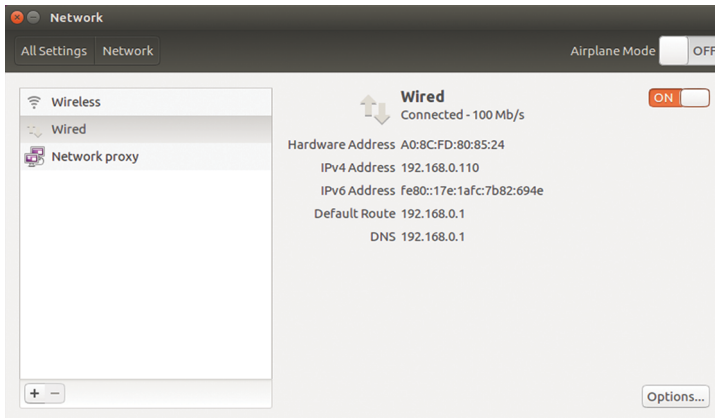 Network
All Settings Network Airplane Mode OFF
Wireless
Wired
Network proxy
+ −
Wired
Connected - 100 Mb/s
ON
Hardware Address A0:8C:FD:80:85:24
IPv4 Address 192.168.0.110
IPv6 Address fe80::17e:1afc:7b82:694e
Default Route 192.168.0.1
DNS 192.168.0.1
Options...